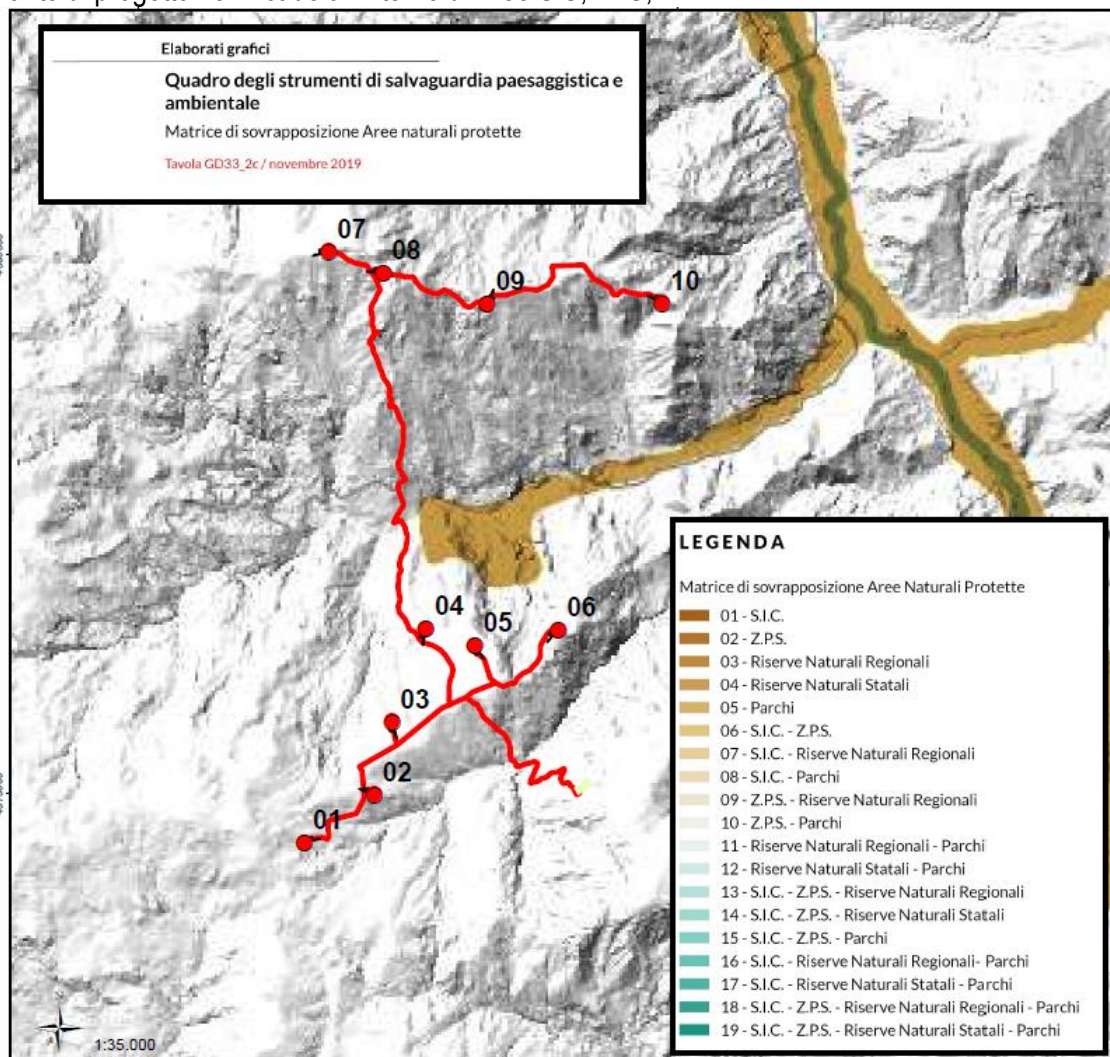 Elaborati grafici
Quadro degli strumenti di salvaguardia paesaggistica e
ambientale
Matrice di sovrapposizione Aree naturali protette
Tavola GD33_2c / novembre 2019
07
08
09
10
04
05
06
03
02
01
LEGENDA
Matrice di sovrapposizione Aree Naturali Protette
01 - S.I.C.
02 - Z.P.S.
03 - Riserve Naturali Regionali
04 - Riserve Naturali Statali
05 - Parchi
06 - S.I.C. - Z.P.S.
07 - S.I.C. - Riserve Naturali Regionali
08 - S.I.C. - Parchi
09 - Z.P.S. - Riserve Naturali Regionali
10 - Z.P.S. - Parchi
11 - Riserve Naturali Regionali - Parchi
12 - Riserve Naturali Statali - Parchi
13 - S.I.C. - Z.P.S. - Riserve Naturali Regionali
14 - S.I.C. - Z.P.S. - Riserve Naturali Statali
15 - S.I.C. - Z.P.S. - Parchi
16 - S.I.C. - Riserve Naturali Regionali- Parchi
17 - S.I.C. - Riserve Naturali Statali - Parchi
18 - S.I.C. - Z.P.S. - Riserve Naturali Regionali - Parchi
19 - S.I.C. - Z.P.S. - Riserve Naturali Statali - Parchi
1:35.000